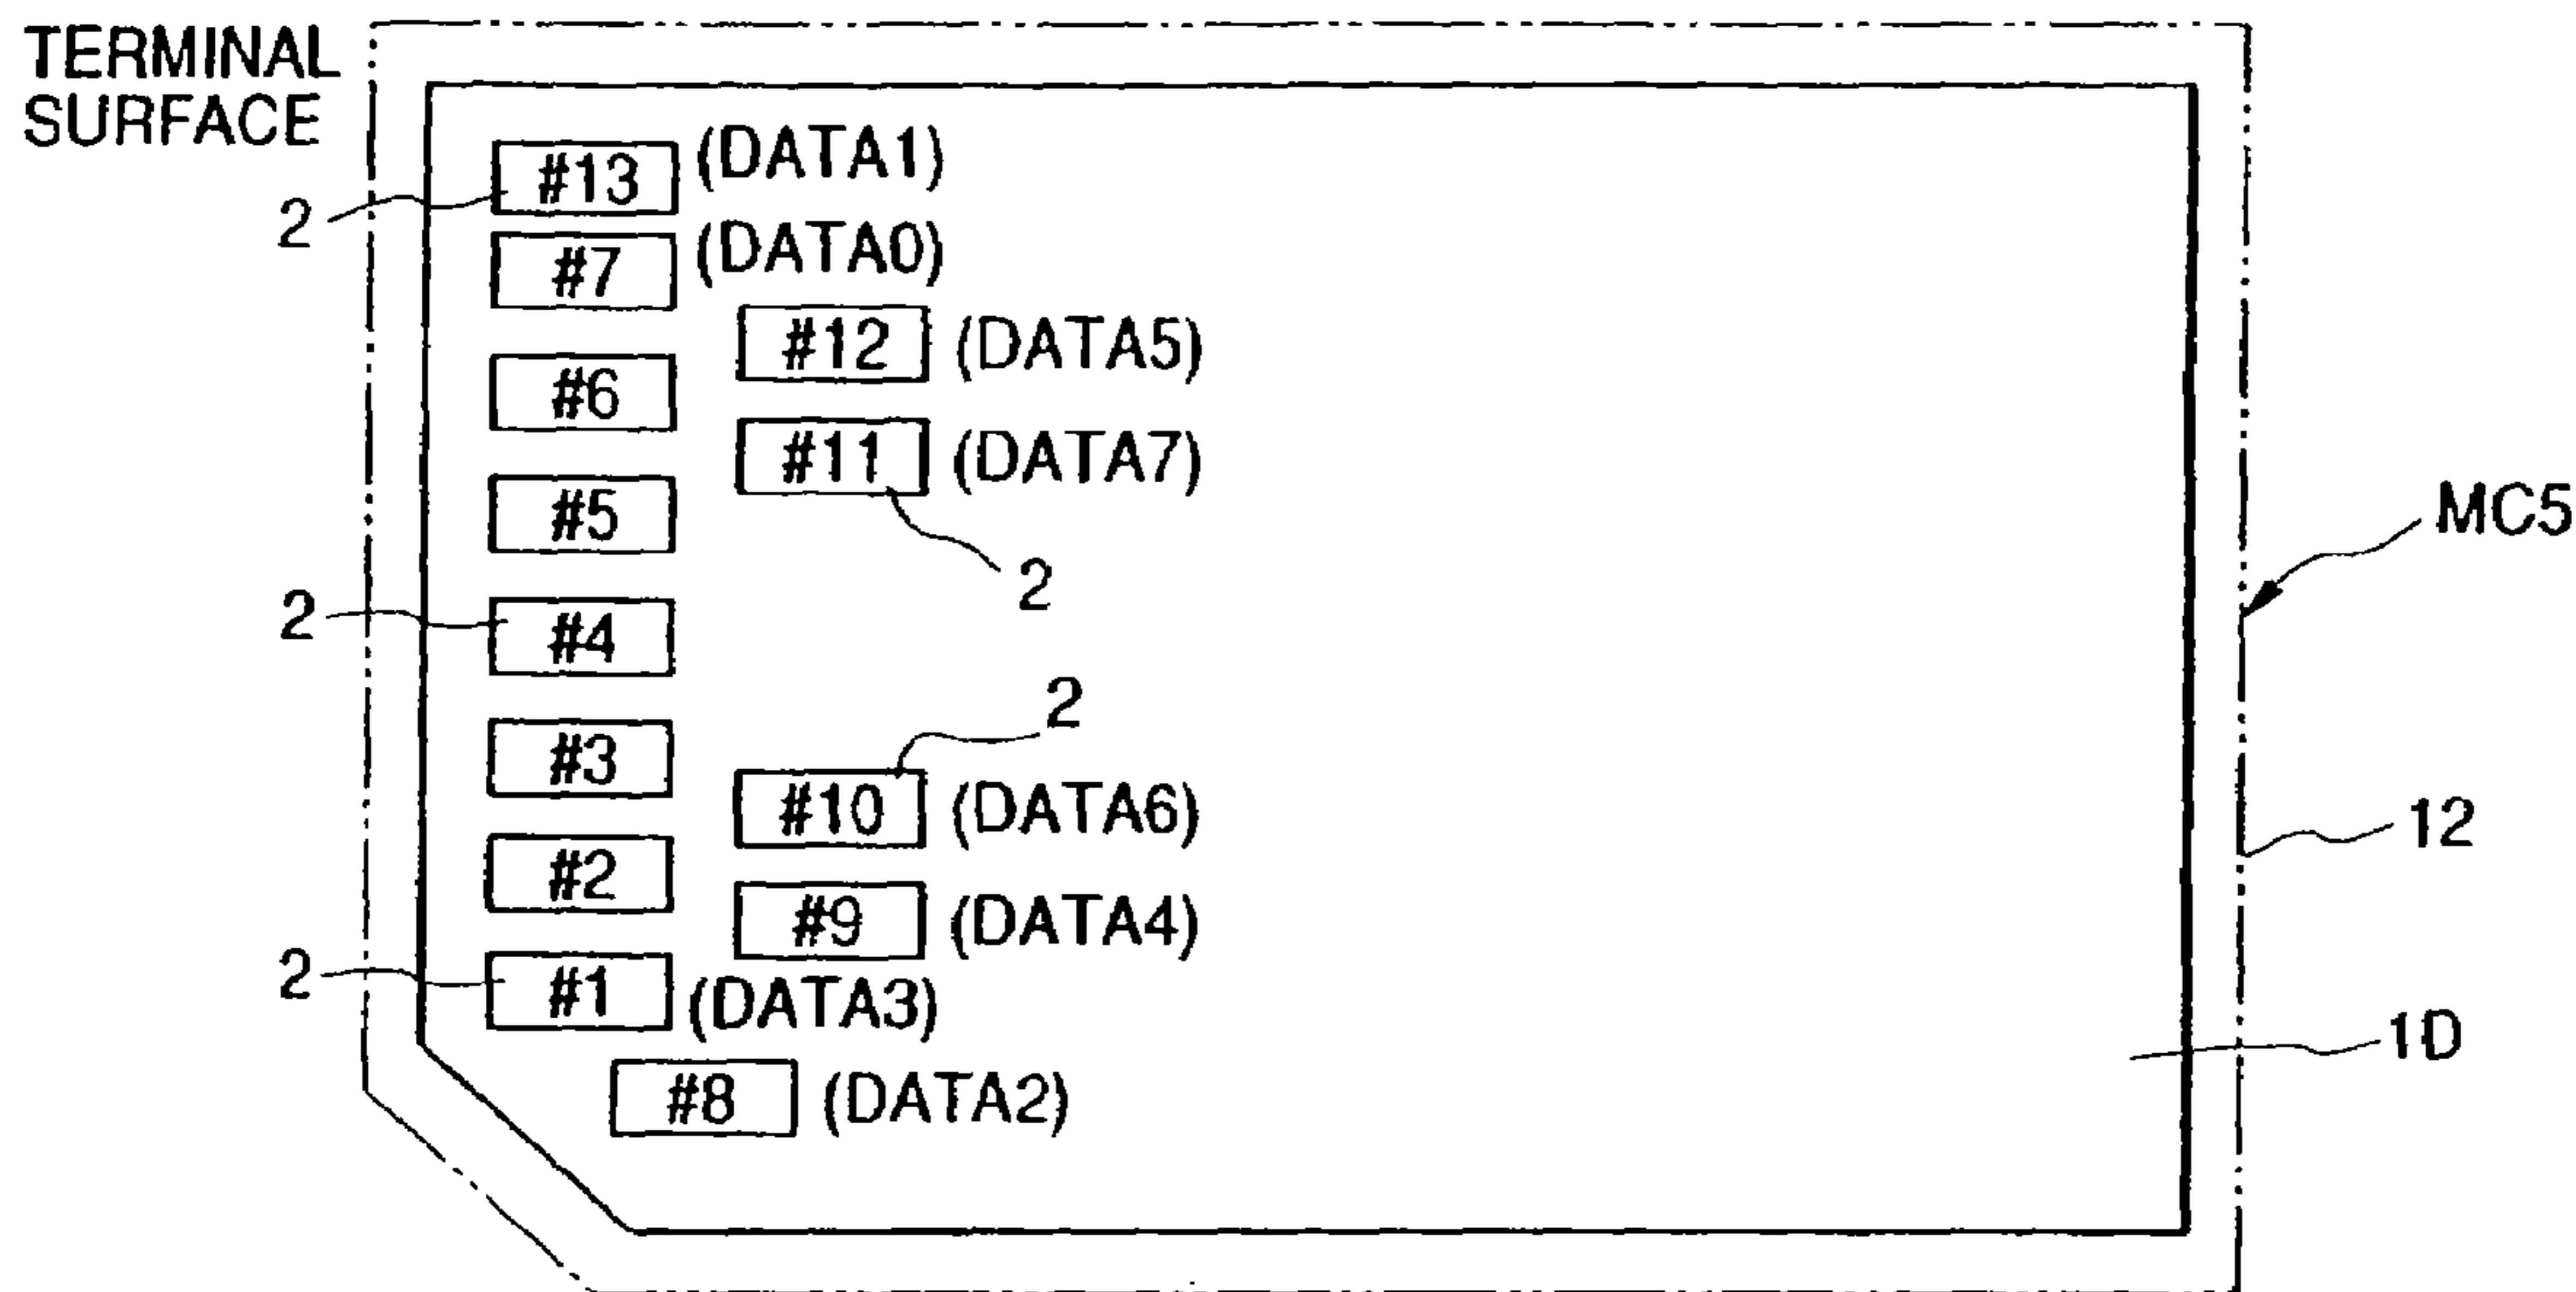 TERMINAL
SURFACE
#13 (DATA1)
2
#7 (DATA0)
#12 (DATA5)
#6
#11 (DATA7)
#5
MC5
2
2
#4
2
#3
#10 (DATA6)
12
#2
#9 (DATA4)
2
#1 (DATA3)
1D
#8 (DATA2)